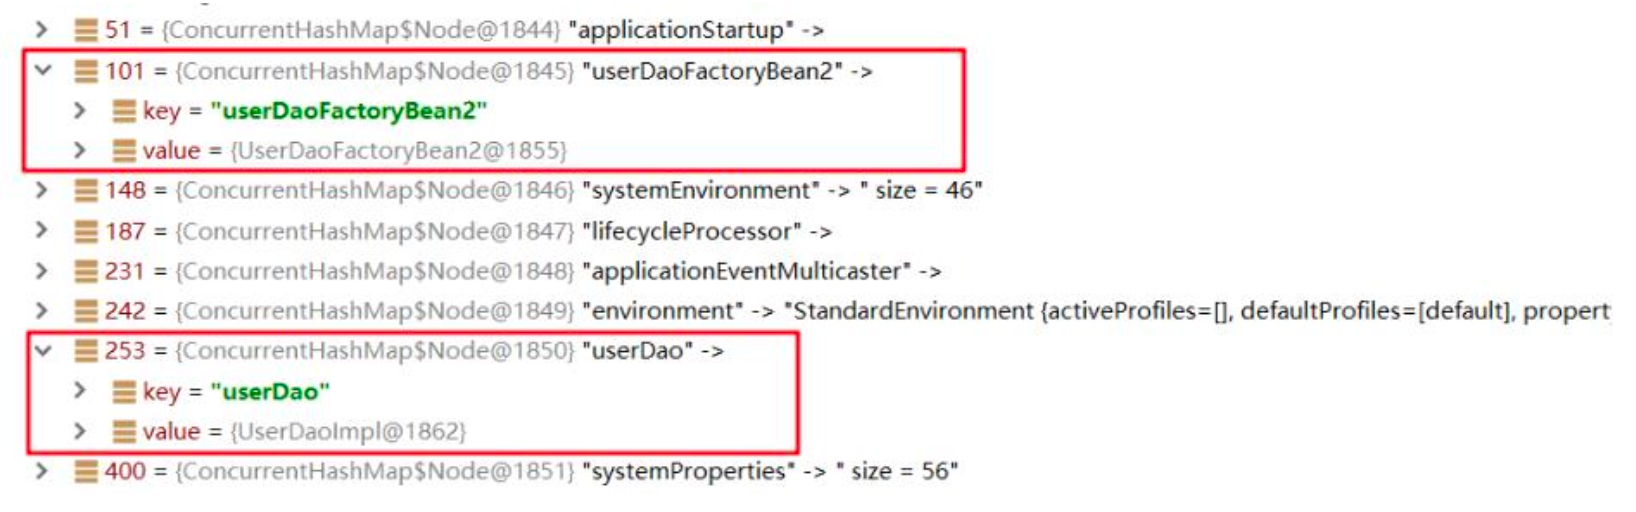 51 = {ConcurrentHashMap$Node@1844} "applicationStartup" ->
101 = {ConcurrentHashMap$Node@1845} "userDaoFactoryBean2" ->
key = "userDaoFactoryBean2"
value = {UserDaoFactoryBean2@1855}
148 = {ConcurrentHashMap$Node@1846} "systemEnvironment" -> " size = 46"
187 = {ConcurrentHashMap$Node@1847} "lifecycleProcessor" ->
231 = {ConcurrentHashMap$Node@1848} "applicationEventMulticaster" ->
242 = {ConcurrentHashMap$Node@1849} "environment" -> "StandardEnvironment {activeProfiles=[], defaultProfiles=[default], propert
253 = {ConcurrentHashMap$Node@1850} "userDao" ->
key = "userDao"
value = {UserDaoImpl@1862}
400 = {ConcurrentHashMap$Node@1851} "systemProperties" -> " size = 56"